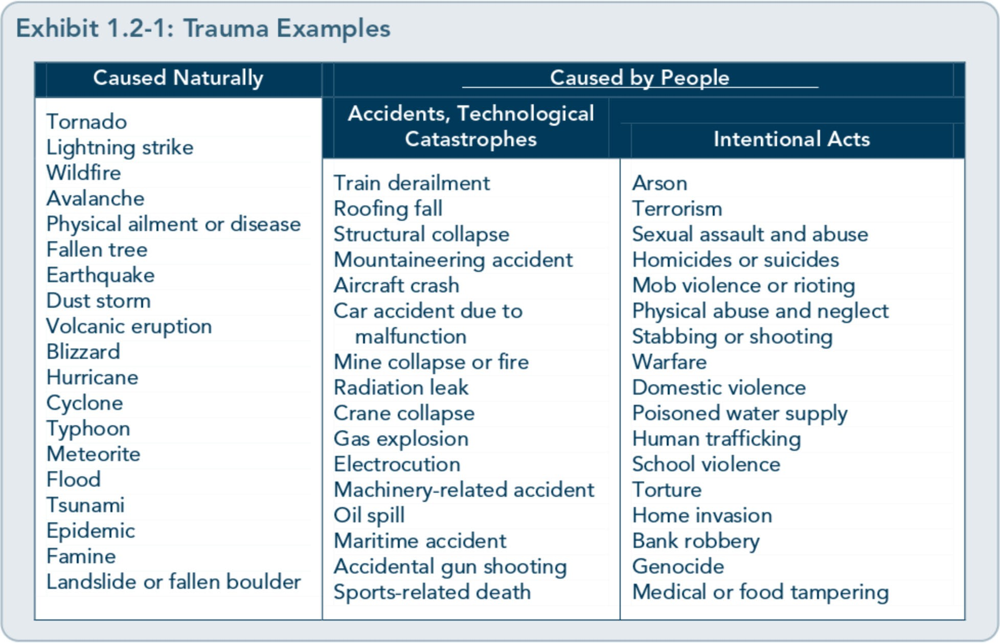 Exhibit 1.2-1: Trauma Examples
Caused Naturally
Tornado
Lightning strike
Wildfire
Avalanche
Physical ailment or disease
Fallen tree
Earthquake
Dust storm
Volcanic eruption
Blizzard
Hurricane
Cyclone
Typhoon
Meteorite
Flood
Tsunami
Epidemic
Famine
Landslide or fallen boulder
Caused by People
Accidents, Technological
Catastrophes
Train derailment
Roofing fall
Structural collapse
Mountaineering accident
Aircraft crash
Car accident due to
malfunction
Mine collapse or fire
Radiation leak
Crane collapse
Gas explosion
Electrocution
Machinery-related accident
Oil spill
Maritime accident
Accidental gun shooting
Sports-related death
Intentional Acts
Arson
Terrorism
Sexual assault and abuse
Homicides or suicides
Mob violence or rioting
Physical abuse and neglect
Stabbing or shooting
Warfare
Domestic violence
Poisoned water supply
Human trafficking
School violence
Torture
Home invasion
Bank robbery
Genocide
Medical or food tampering